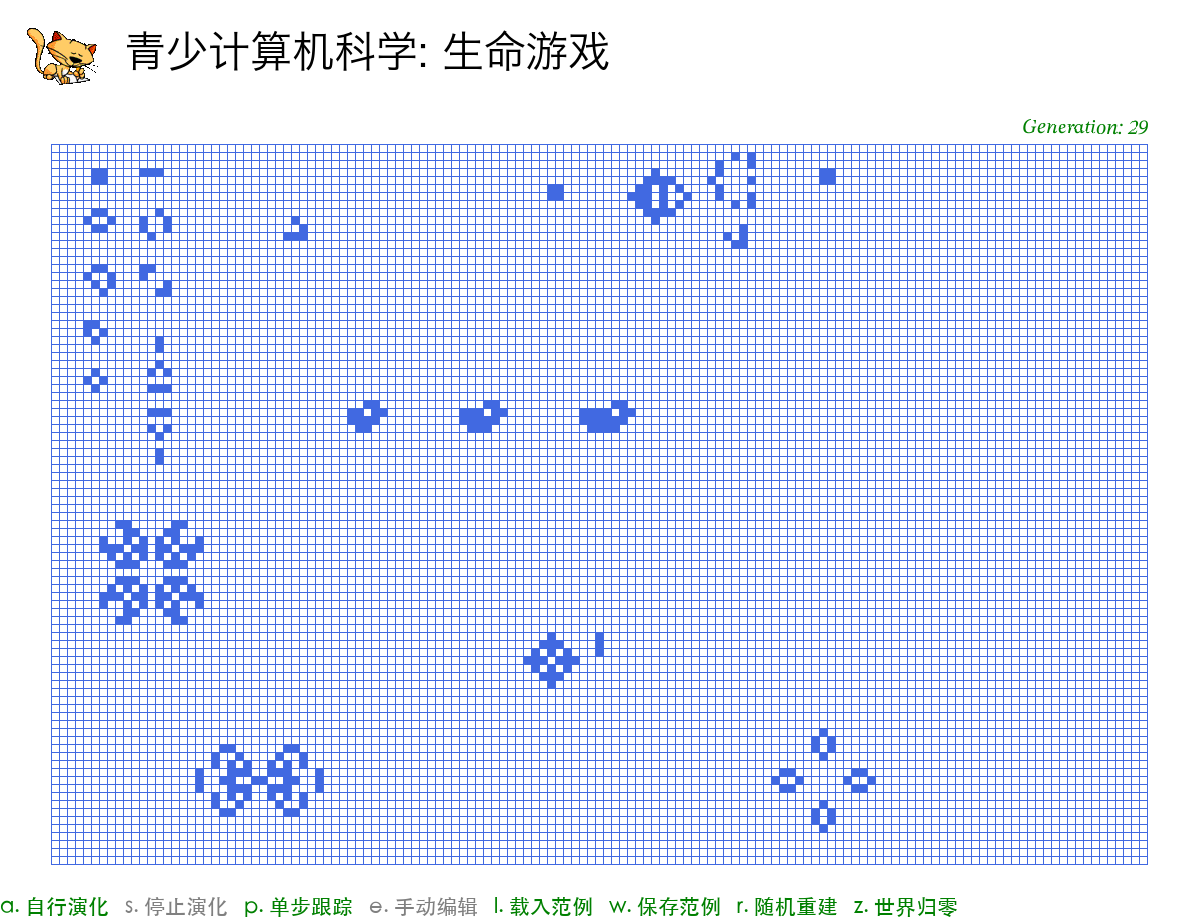 青少计算机科学: 生命游戏
Generation: 29
a. 自行演化 s. 停止演化 p. 单步跟踪 e. 手动编辑 l. 载入范例 w. 保存范例 r. 随机重建 z. 世界归零